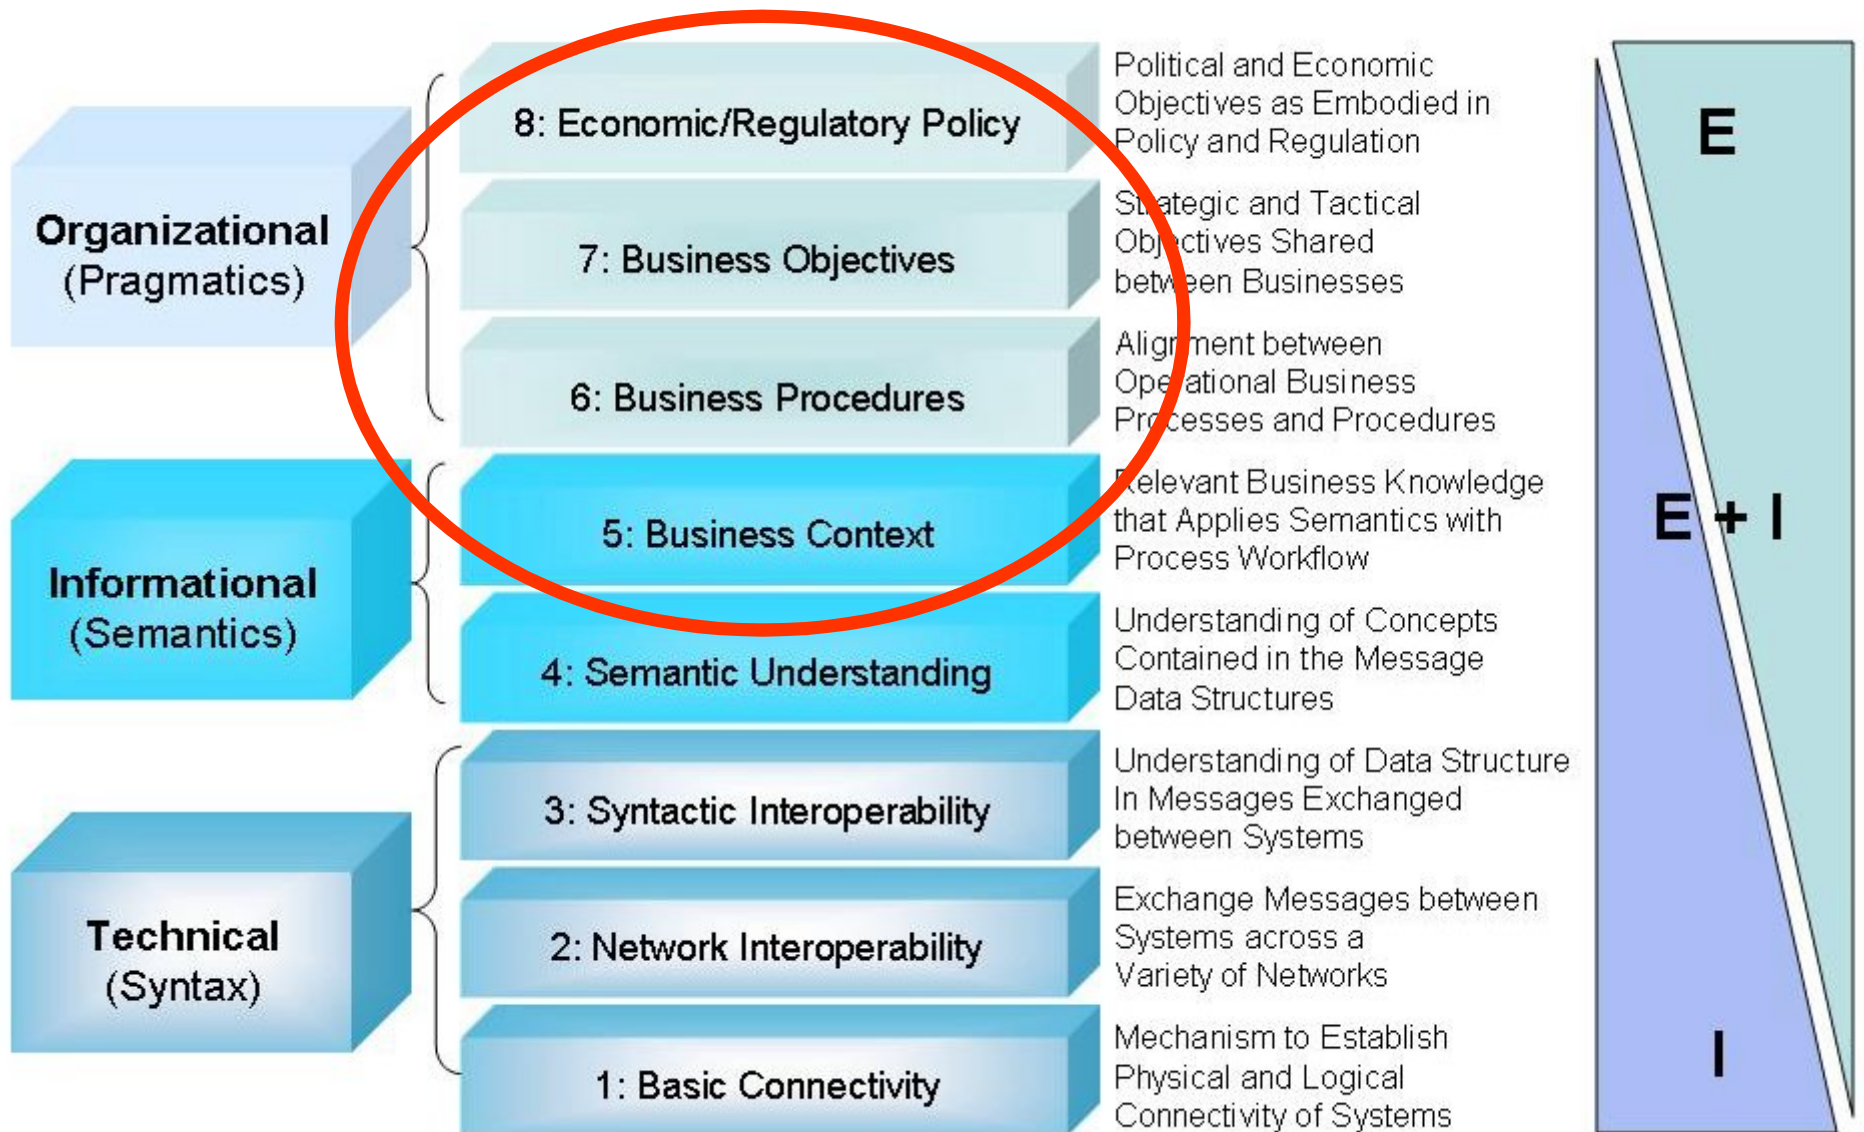 Organizational
(Pragmatics)
8: Economic/Regulatory Policy
Political and Economic
Objectives as Embodied in
Policy and Regulation
7: Business Objectives
Strategic and Tactical
Objectives Shared
between Businesses
6: Business Procedures
Alignment between
Operational Business
Processes and Procedures
Informational
(Semantics)
5: Business Context
Relevant Business Knowledge
that Applies Semantics with
Process Workflow
4: Semantic Understanding
Understanding of Concepts
Contained in the Message
Data Structures
Technical
(Syntax)
3: Syntactic Interoperability
Understanding of Data Structure
In Messages Exchanged
between Systems
2: Network Interoperability
Exchange Messages between
Systems across a
Variety of Networks
1: Basic Connectivity
Mechanism to Establish
Physical and Logical
Connectivity of Systems
E
E + I
I